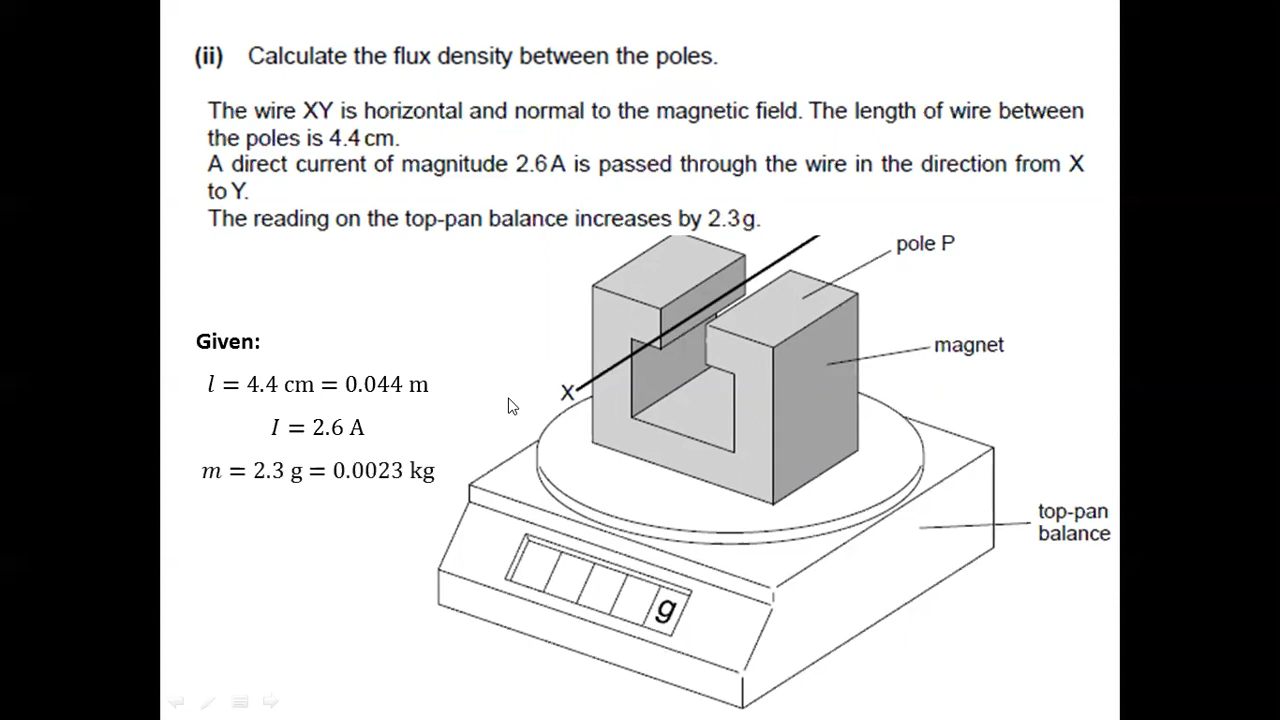 (ii) Calculate the flux density between the poles.
The wire XY is horizontal and normal to the magnetic field. The length of wire between
the poles is 4.4 cm.
A direct current of magnitude 2.6 A is passed through the wire in the direction from X
to Y.
The reading on the top-pan balance increases by 2.3 g.
pole P
Given:
magnet
l = 4.4 cm = 0.044 m
X
I = 2.6 A
m = 2.3 g = 0.0023 kg
top-pan
balance
g